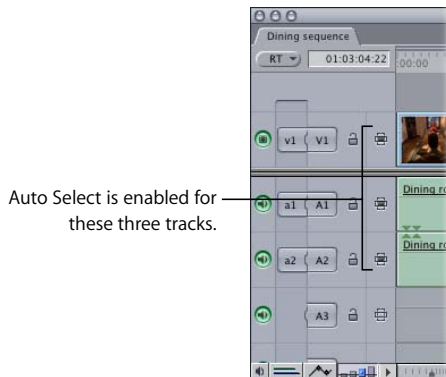 Dining sequence
RT
01:03:04:22
00:00
v1
V1
Auto Select is enabled for
these three tracks.
a1
A1
Dining ro
a2
A2
Dining ro
A3